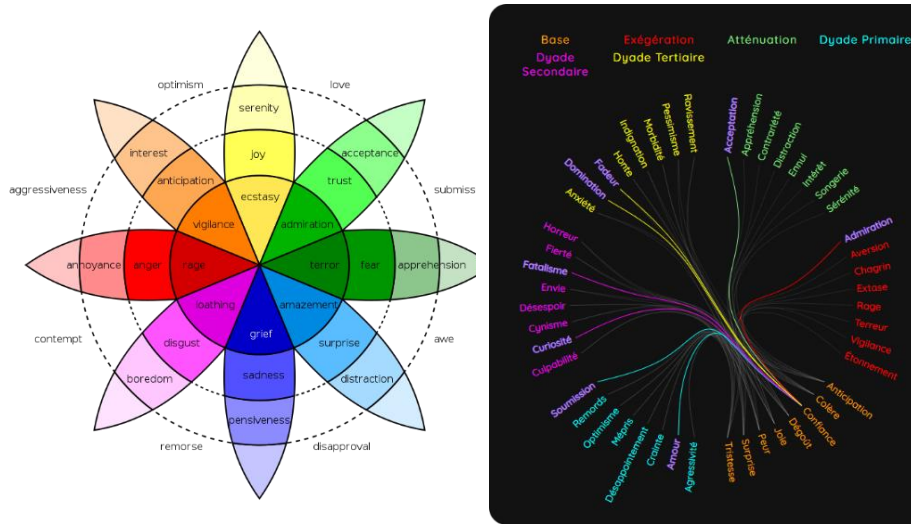 optimism
love
serenity
interest
joy
acceptance
anticipation
trust
aggressiveness
submiss
vigilance
ecstasy
admiration
annoyance
anger
rage
terror
fear
apprehension
loathing
grief
amazement
disgust
surprise
contempt
awe
boredom
sadness
distraction
pensiveness
remorse
disapproval
Base
Exégération
Atténuation
Dyade Primaire
Dyade
Secondaire
Dyade Tertiaire
Anxiété
Domination
Fadeur
Honte
Indignation
Morbidité
Pessimisme
Ravissement
Acceptation
Appréhension
Contrariété
Distraction
Ennui
Intérêt
Songerie
Sérénité
Admiration
Aversion
Chagrin
Extase
Rage
Terreur
Vigilance
Étonnement
Anticipation
Colère
Confiance
Dégoût
Joie
Peur
Surprise
Tristesse
Agressivité
Amour
Crainte
Désappointement
Mépris
Optimisme
Remords
Soumission
Culpabilité
Curiosité
Cynisme
Désespoir
Envie
Fatalisme
Fierté
Horreur